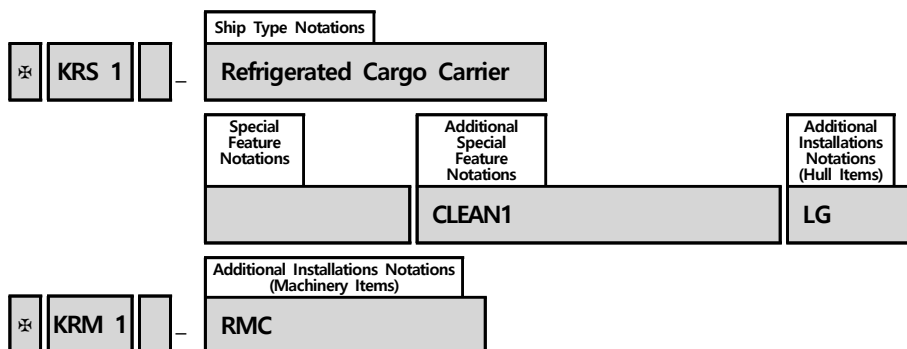 Ship Type Notations
✠ KRS 1 _ Refrigerated Cargo Carrier
Special
Feature
Notations
Additional
Special
Feature
Notations
Additional
Installations
Notations
(Hull Items)
CLEAN1 LG
Additional Installations Notations
(Machinery Items)
✠ KRM 1 _ RMC